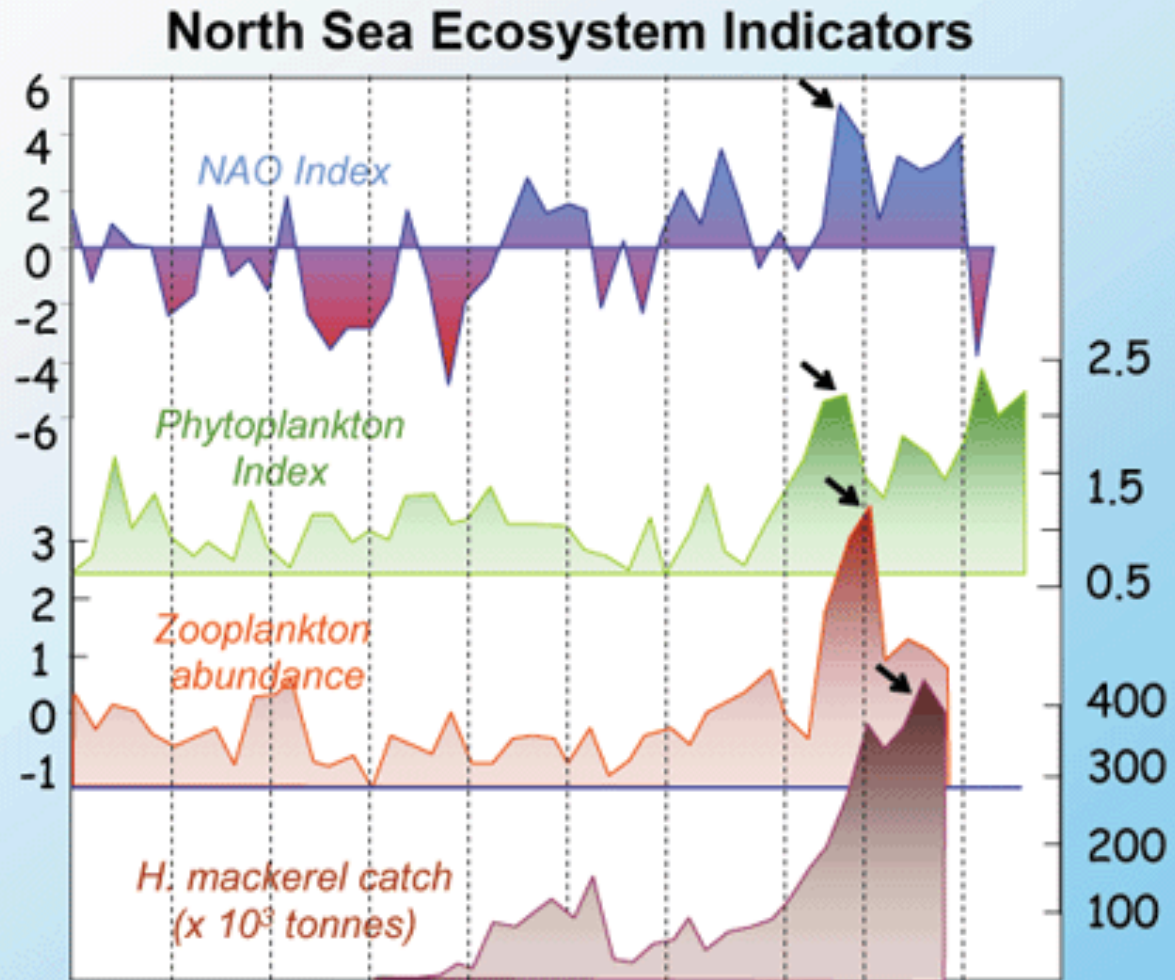 North Sea Ecosystem Indicators
6
4
NAO Index
2
0
-2
-4
2.5
-6
Phytoplankton
Index
1.5
3
0.5
2
Zooplankton
1
abundance
400
0
-1
300
200
H. mackerel catch
(x 10³ tonnes)
100